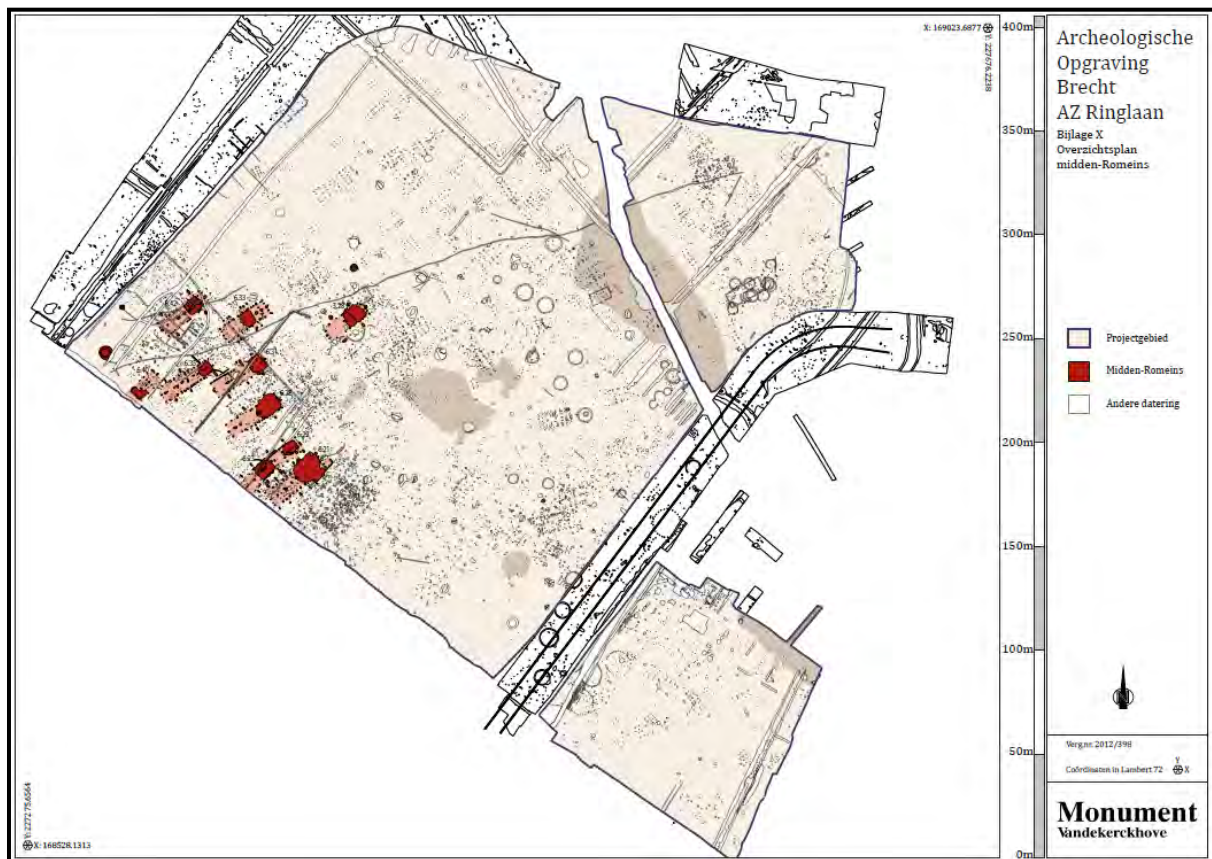 Archeologische
Opgraving
Brecht
AZ Ringlaan
Bijlage X
Overzichtsplan
midden-Romeins
Projectgebied
Midden-Romeins
Andere datering
Verg.nr. 2012/398
Coördinaten in Lambert 72
Y
X
Monument
Vandekerckhove
X: 169023.6877
Y: 227676.2238
400m
350m
300m
250m
200m
150m
100m
50m
0m
Y: 227275.6564
X: 168528.1313